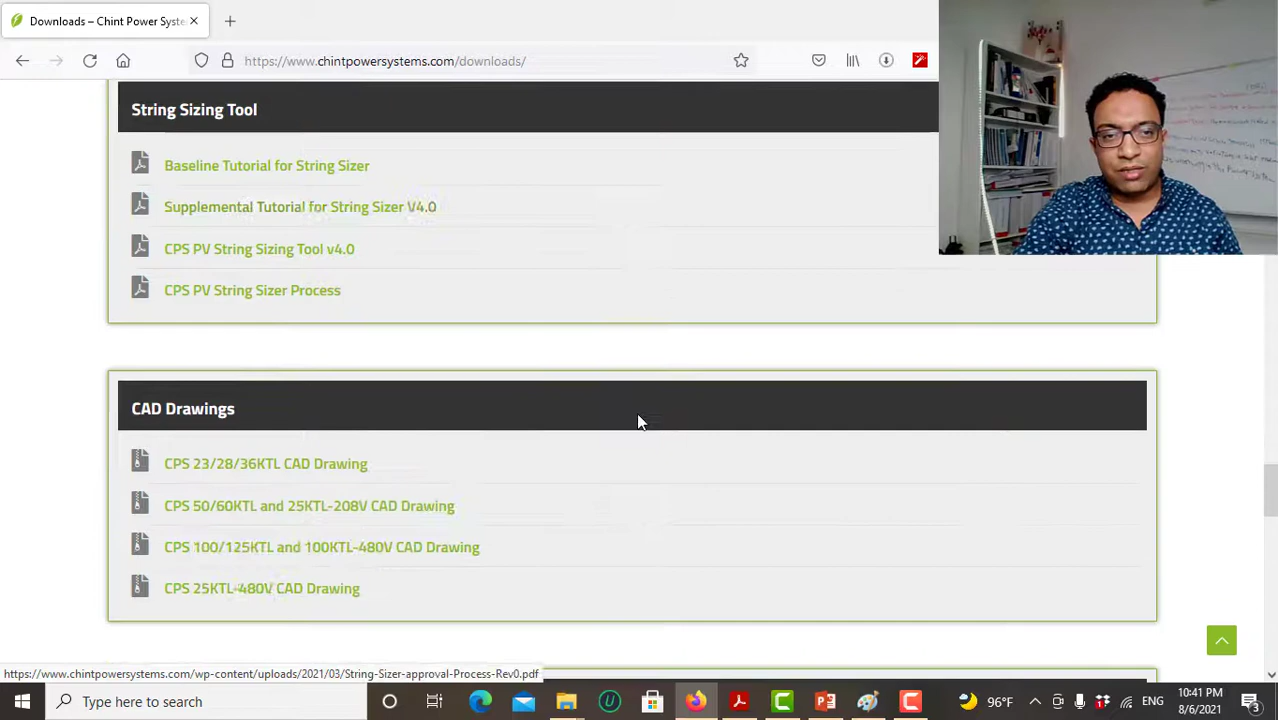 Downloads – Chint Power Syste
https://www.chintpowersystems.com/downloads/
String Sizing Tool
Baseline Tutorial for String Sizer
Supplemental Tutorial for String Sizer V4.0
CPS PV String Sizing Tool v4.0
CPS PV String Sizer Process
CAD Drawings
CPS 23/28/36KTL CAD Drawing
CPS 50/60KTL and 25KTL-208V CAD Drawing
CPS 100/125KTL and 100KTL-480V CAD Drawing
CPS 25KTL-480V CAD Drawing
https://www.chintpowersystems.com/wp-content/uploads/2021/03/String-Sizer-approval-Process-Rev0.pdf
Type here to search
96°F
ENG
10:41 PM
8/6/2021
3